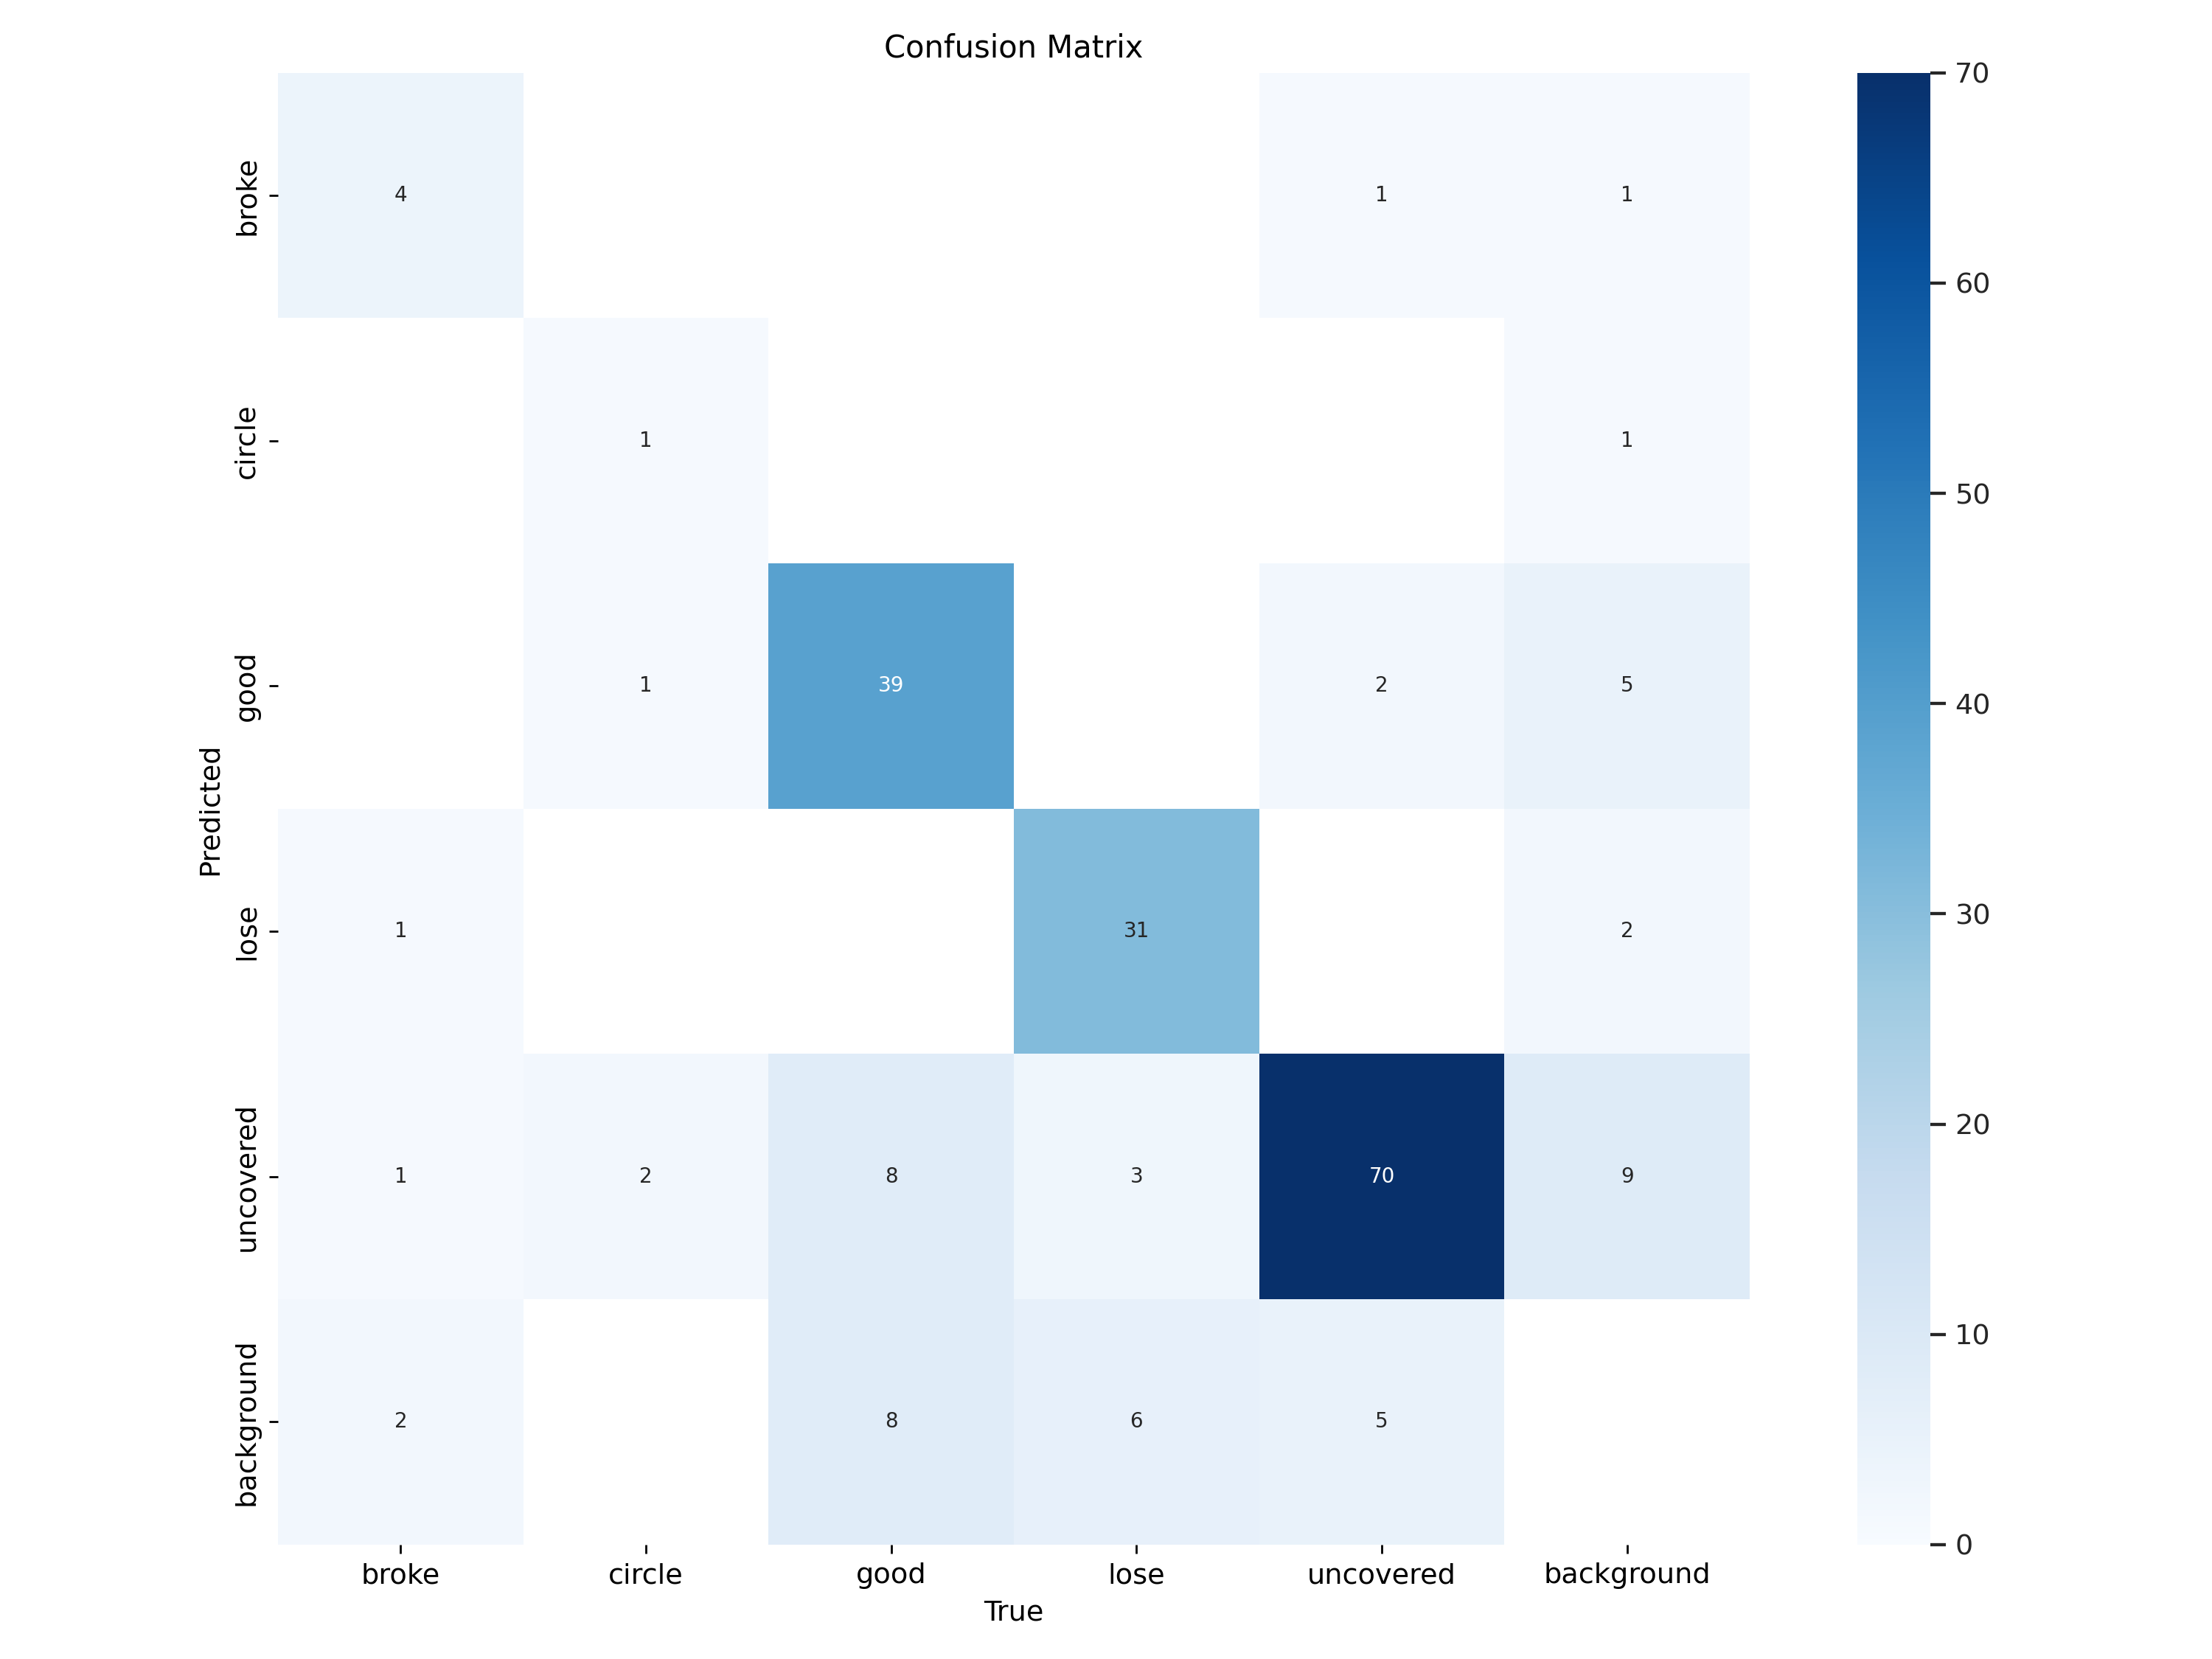 Confusion Matrix
broke 4 1 1
circle 1 1
good 1 39 2 5
lose 1 31 2
uncovered 1 2 8 3 70 9
background 2 8 6 5
broke circle good lose uncovered background
True
Predicted
70
60
50
40
30
20
10
0